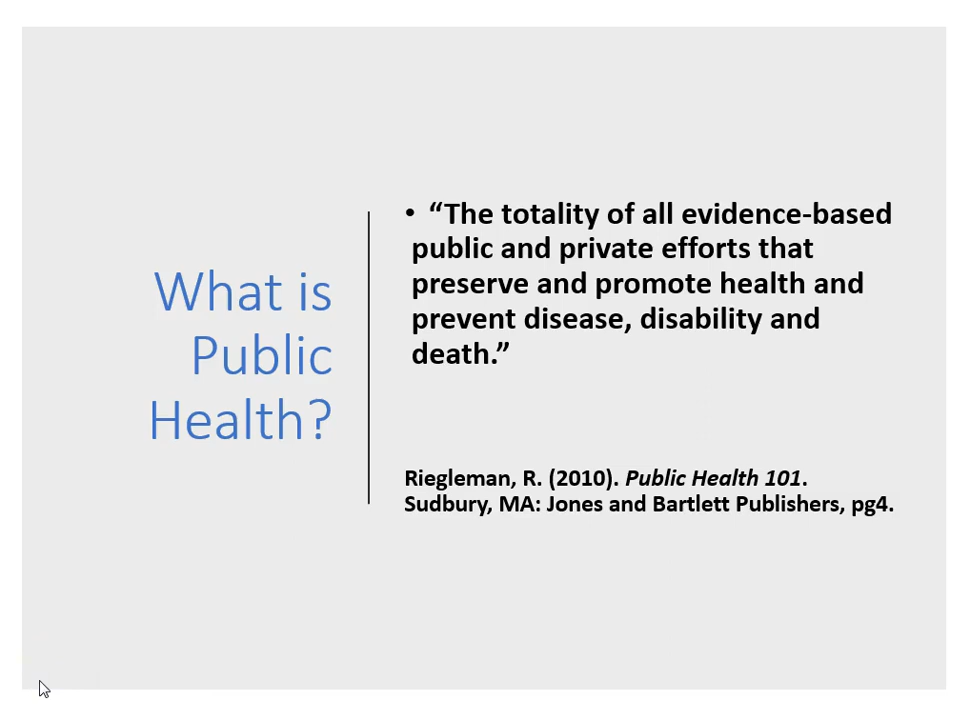 What is
Public
Health?
• “The totality of all evidence-based
public and private efforts that
preserve and promote health and
prevent disease, disability and
death.”
Riegleman, R. (2010). Public Health 101.
Sudbury, MA: Jones and Bartlett Publishers, pg4.